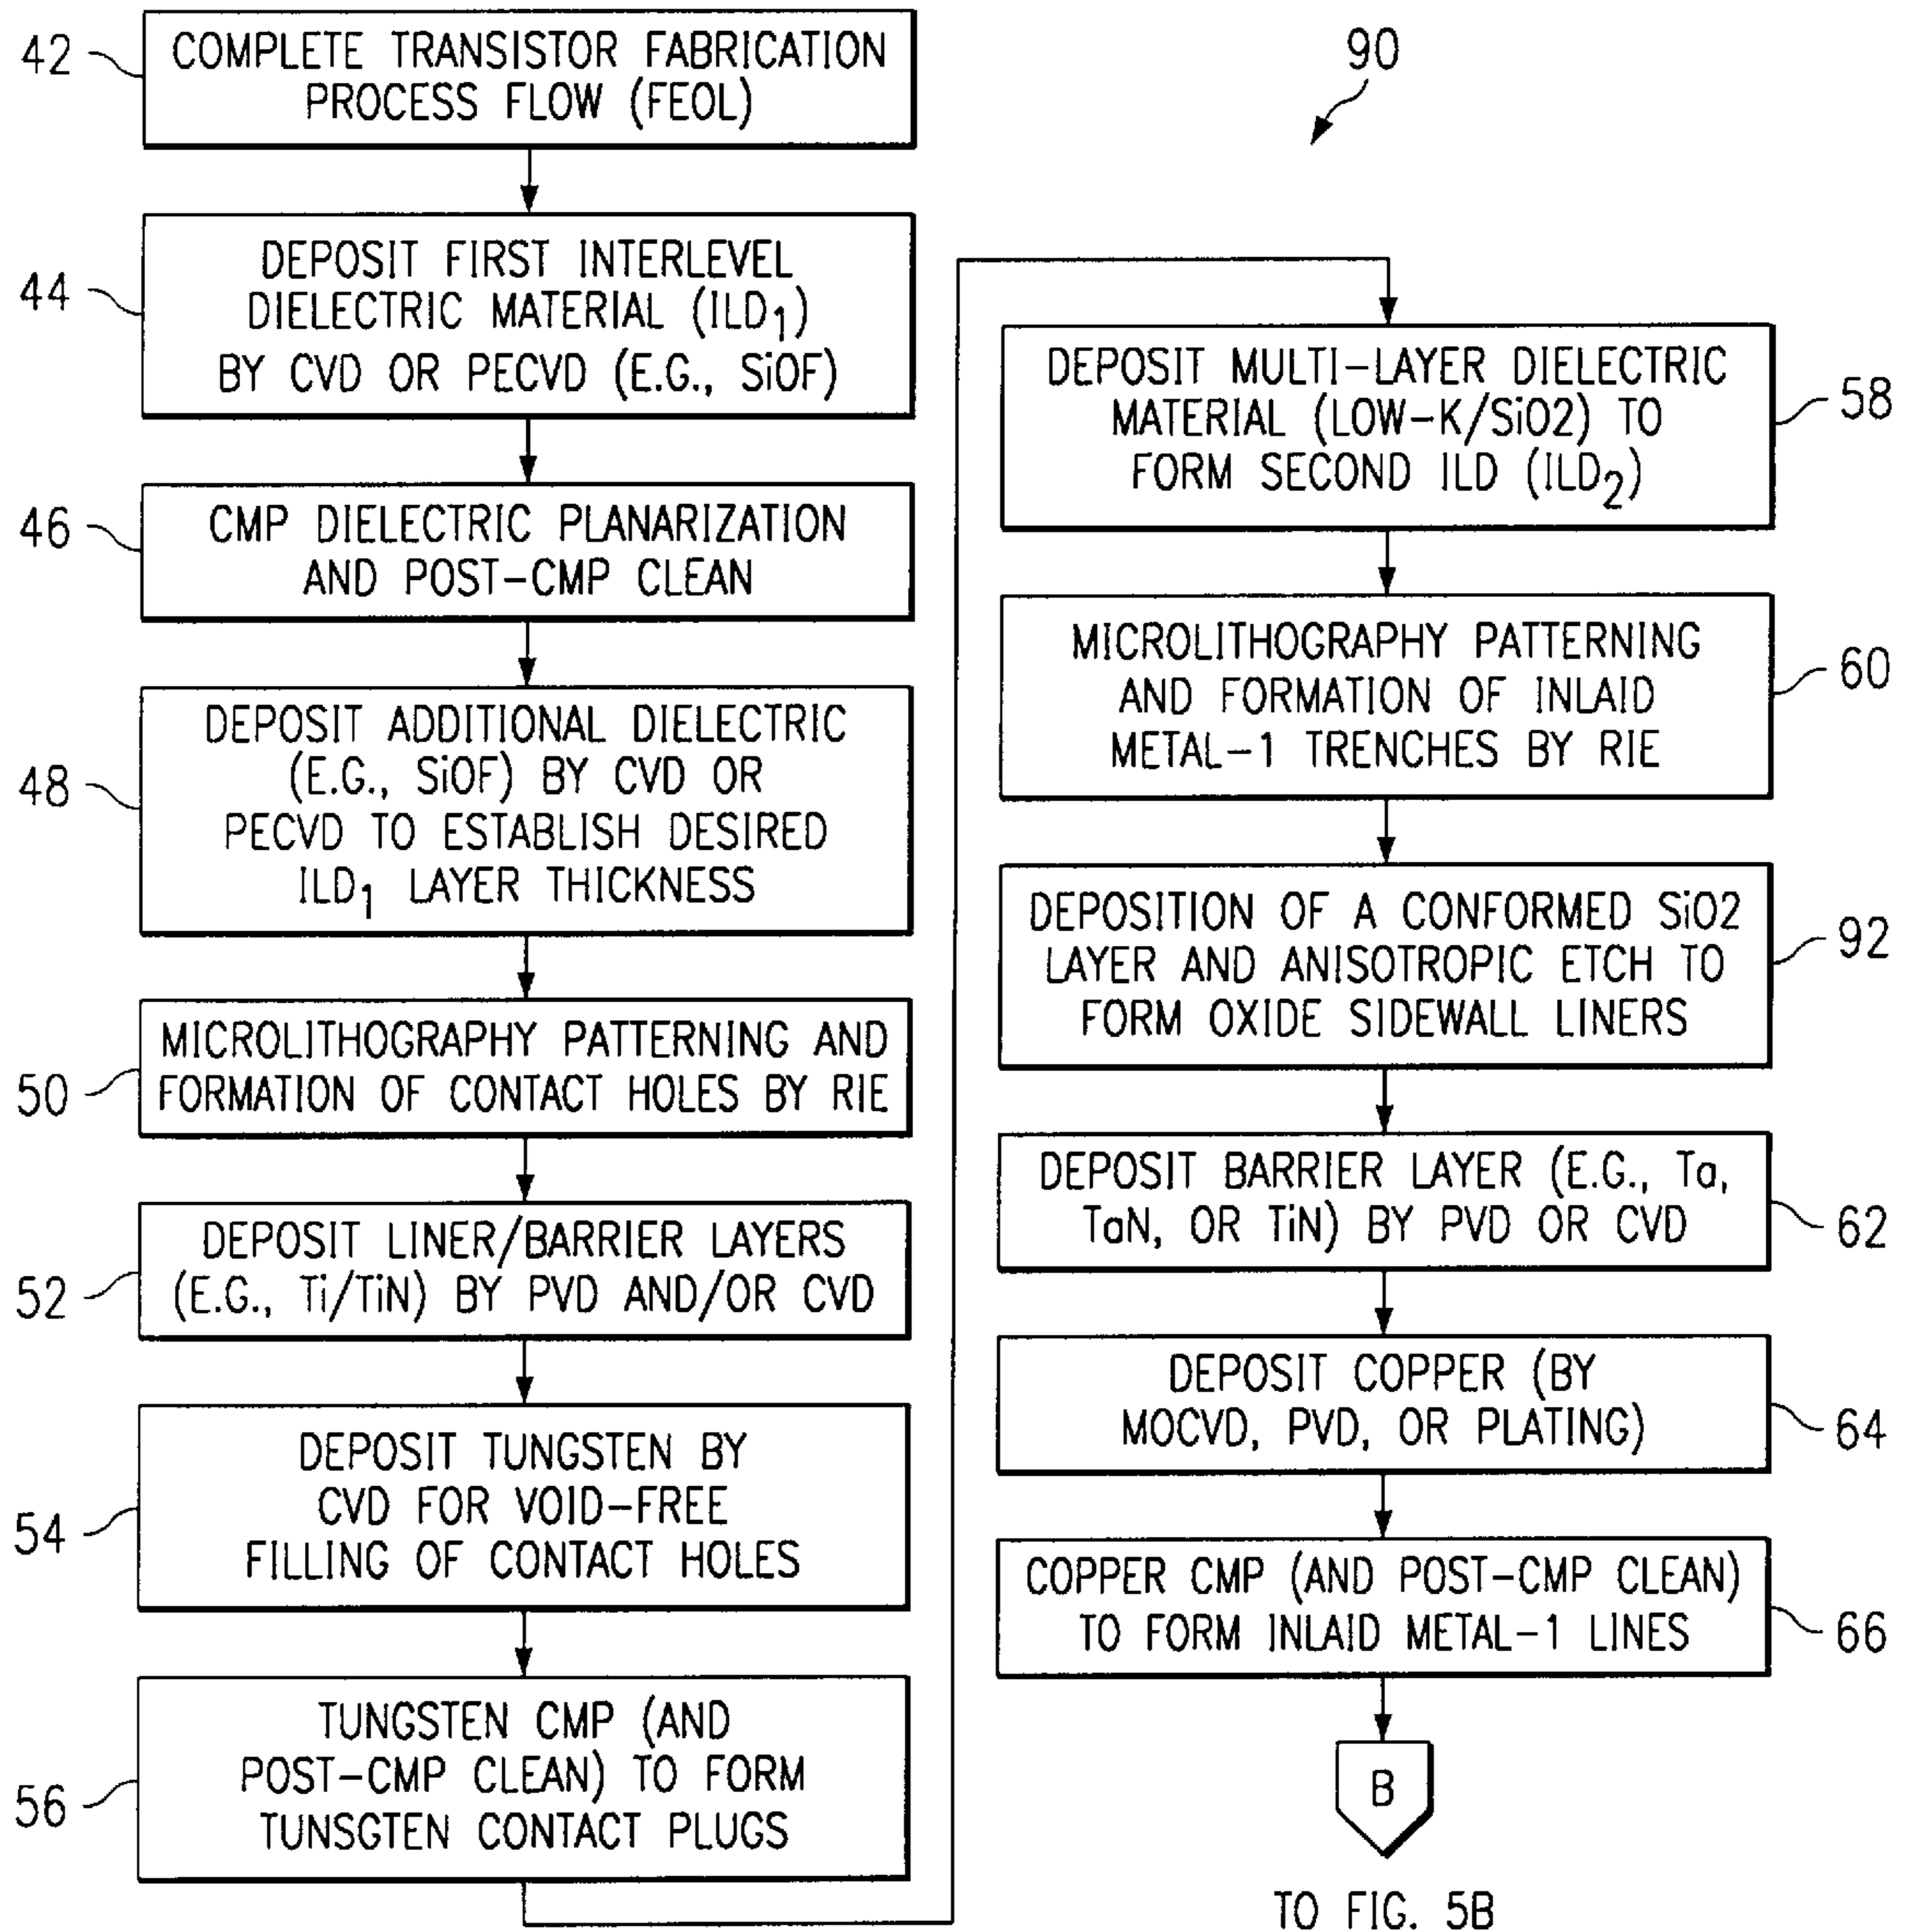 42
COMPLETE TRANSISTOR FABRICATION
PROCESS FLOW (FEOL)
44
DEPOSIT FIRST INTERLEVEL
DIELECTRIC MATERIAL (ILD1)
BY CVD OR PECVD (E.G., SiOF)
46
CMP DIELECTRIC PLANARIZATION
AND POST-CMP CLEAN
48
DEPOSIT ADDITIONAL DIELECTRIC
(E.G., SiOF) BY CVD OR
PECVD TO ESTABLISH DESIRED
ILD1 LAYER THICKNESS
50
MICROLITHOGRAPHY PATTERNING AND
FORMATION OF CONTACT HOLES BY RIE
52
DEPOSIT LINER/BARRIER LAYERS
(E.G., Ti/TiN) BY PVD AND/OR CVD
54
DEPOSIT TUNGSTEN BY
CVD FOR VOID-FREE
FILLING OF CONTACT HOLES
56
TUNGSTEN CMP (AND
POST-CMP CLEAN) TO FORM
TUNSGTEN CONTACT PLUGS
90
DEPOSIT MULTI-LAYER DIELECTRIC
MATERIAL (LOW-K/SiO2) TO
FORM SECOND ILD (ILD2)
58
MICROLITHOGRAPHY PATTERNING
AND FORMATION OF INLAID
METAL-1 TRENCHES BY RIE
60
DEPOSITION OF A CONFORMED SiO2
LAYER AND ANISOTROPIC ETCH TO
FORM OXIDE SIDEWALL LINERS
92
DEPOSIT BARRIER LAYER (E.G., Ta,
TaN, OR TiN) BY PVD OR CVD
62
DEPOSIT COPPER (BY
MOCVD, PVD, OR PLATING)
64
COPPER CMP (AND POST-CMP CLEAN)
TO FORM INLAID METAL-1 LINES
66
B
TO FIG. 5B